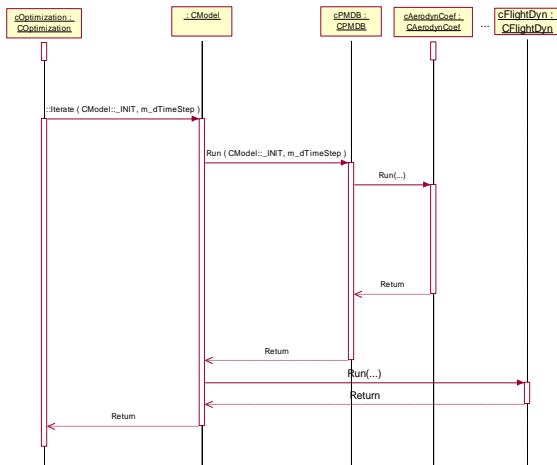 cOptimization :
COptimization
: CModel
cPMDB :
CPMDB
cAerodynCoef :
CAerodynCoef
...
cFlightDyn :
CFlightDyn
::Iterate ( CModel::_INIT, m_dTimeStep )
Run ( CModel::_INIT, m_dTimeStep )
Run(...)
Return
Return
Run(...)
Return
Return